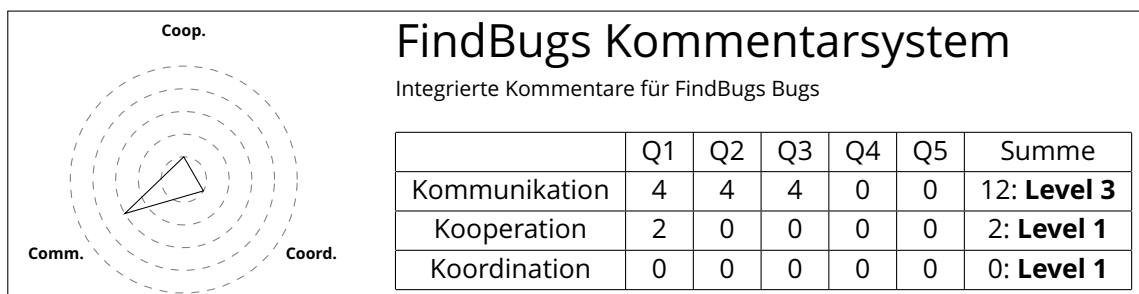 Coop.
Comm.
Coord.
FindBugs Kommentarsystem
Integrierte Kommentare für FindBugs Bugs
Q1 Q2 Q3 Q4 Q5 Summe
Kommunikation 4 4 4 0 0 12: Level 3
Kooperation 2 0 0 0 0 2: Level 1
Koordination 0 0 0 0 0 0: Level 1